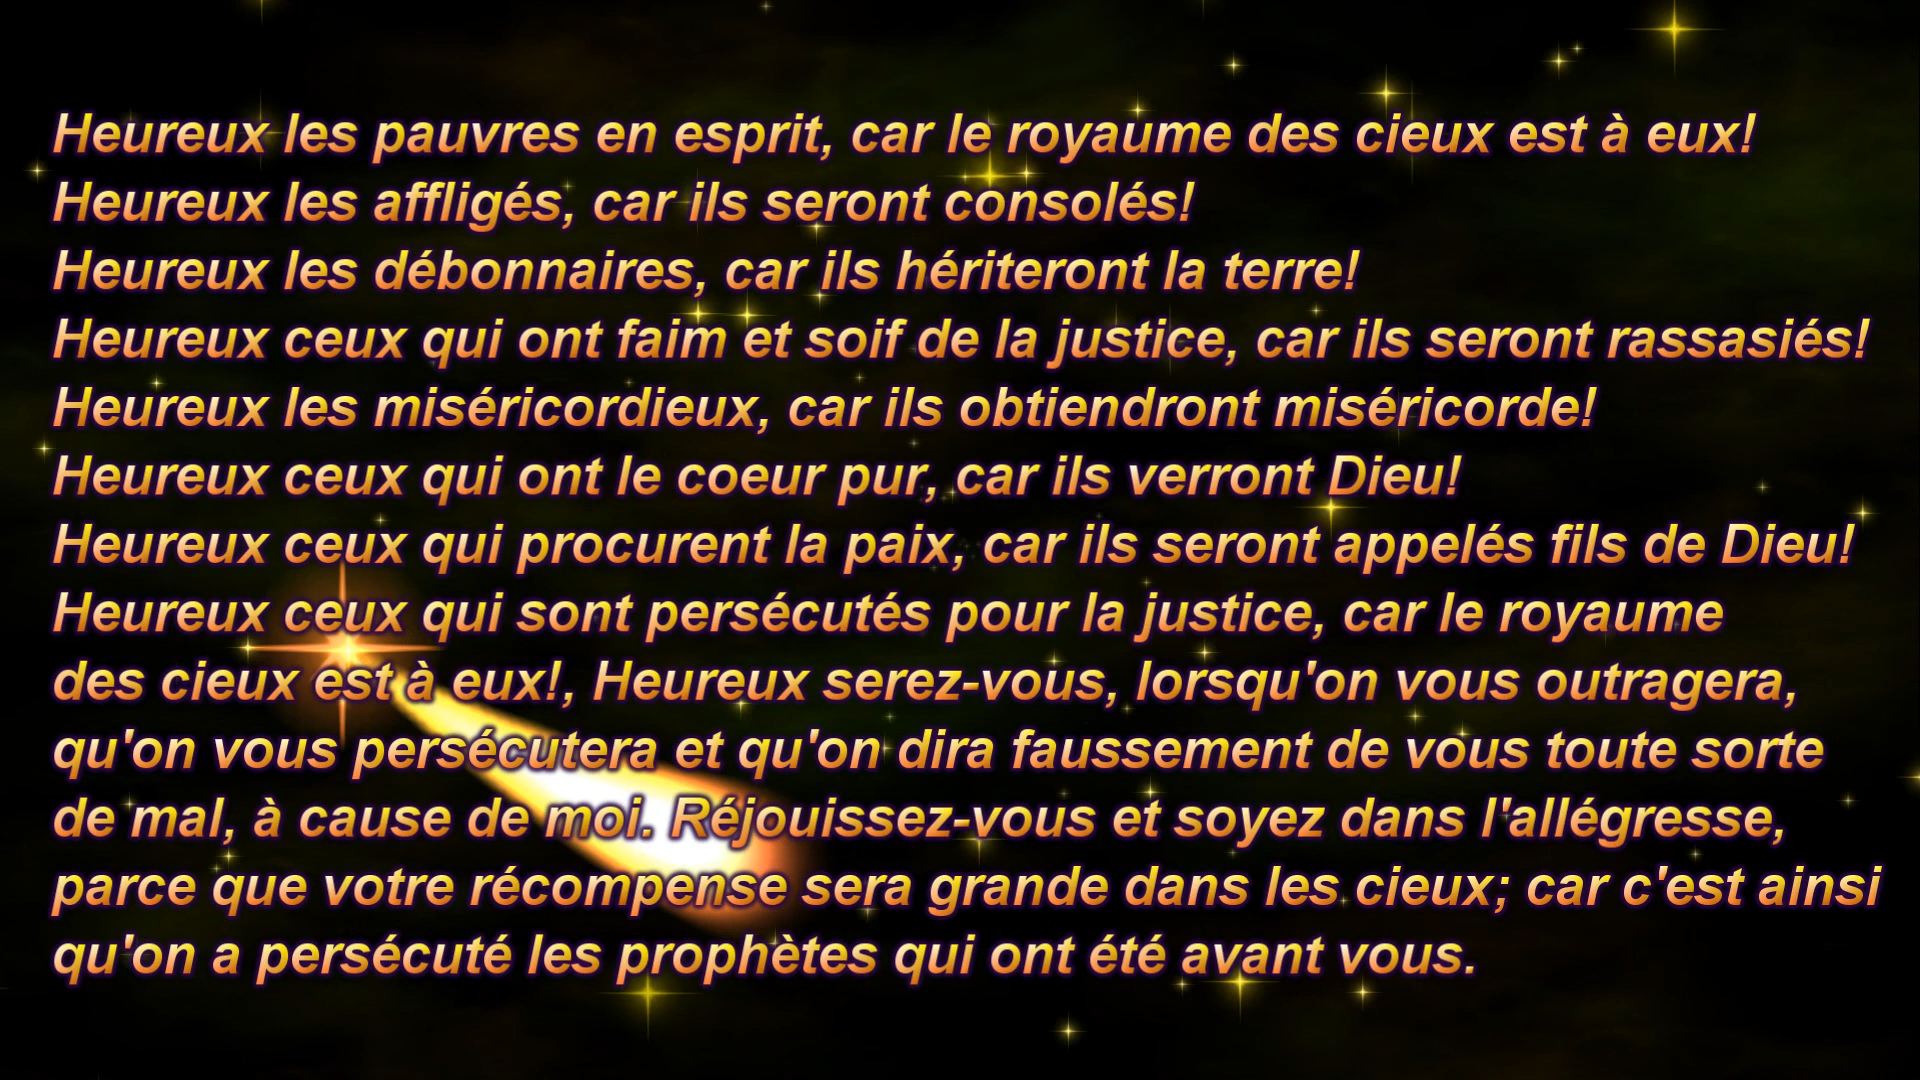 Heureux les pauvres en esprit, car le royaume des cieux est à eux!
Heureux les affligés, car ils seront consolés!
Heureux les débonnaires, car ils hériteront la terre!
Heureux ceux qui ont faim et soif de la justice, car ils seront rassasiés!
Heureux les miséricordieux, car ils obtiendront miséricorde!
Heureux ceux qui ont le coeur pur, car ils verront Dieu!
Heureux ceux qui procurent la paix, car ils seront appelés fils de Dieu!
Heureux ceux qui sont persécutés pour la justice, car le royaume
des cieux est à eux!, Heureux serez-vous, lorsqu'on vous outragera,
qu'on vous persécutera et qu'on dira faussement de vous toute sorte
de mal, à cause de moi. Réjouissez-vous et soyez dans l'allégresse,
parce que votre récompense sera grande dans les cieux; car c'est ainsi
qu'on a persécuté les prophètes qui ont été avant vous.